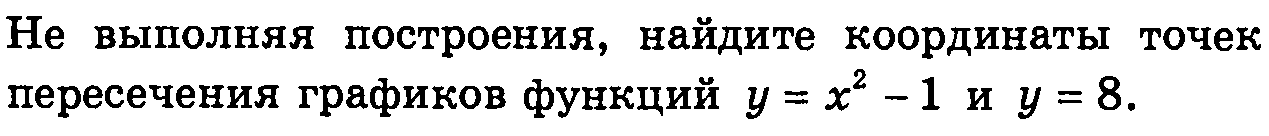 Не выполняя построения, найдите координаты точек
пересечения графиков функций y = x² – 1 и y = 8.